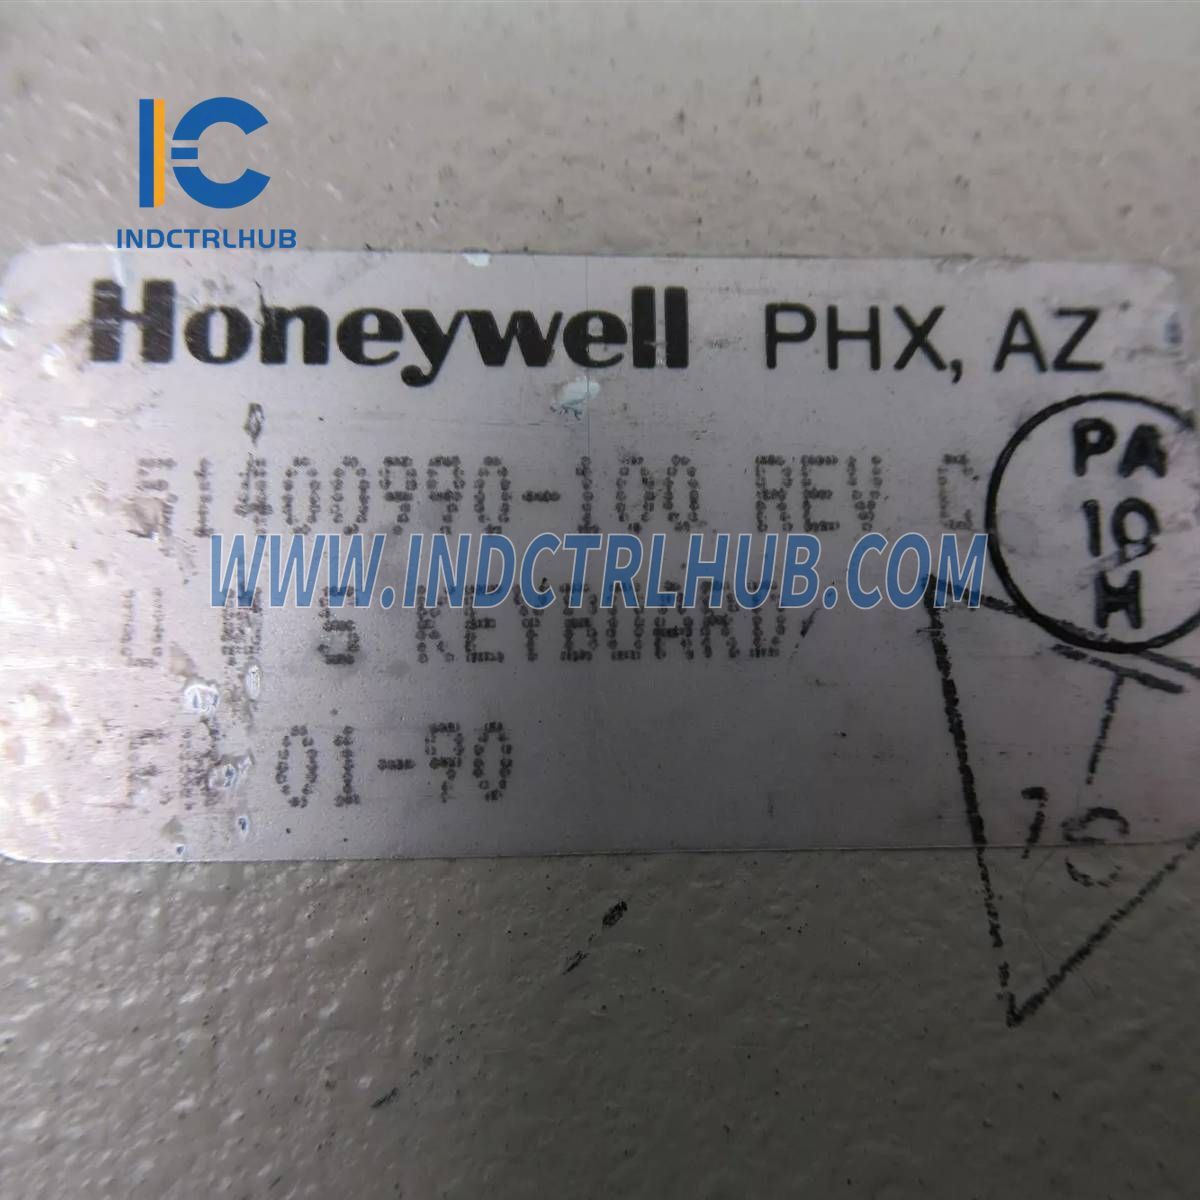 INDCTRLHUB
Honeywell PHX, AZ
51400990-100 REV
PA
10
H
WWW.INDCTRLHUB.COM
S KEYBOARD
01-90